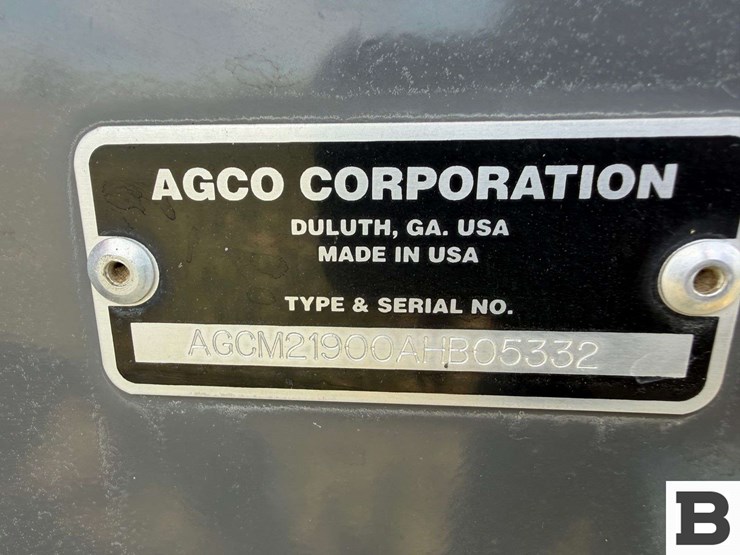 AGCO CORPORATION
DULUTH, GA. USA
MADE IN USA
TYPE & SERIAL NO.
AGCM21900AHB05332
B